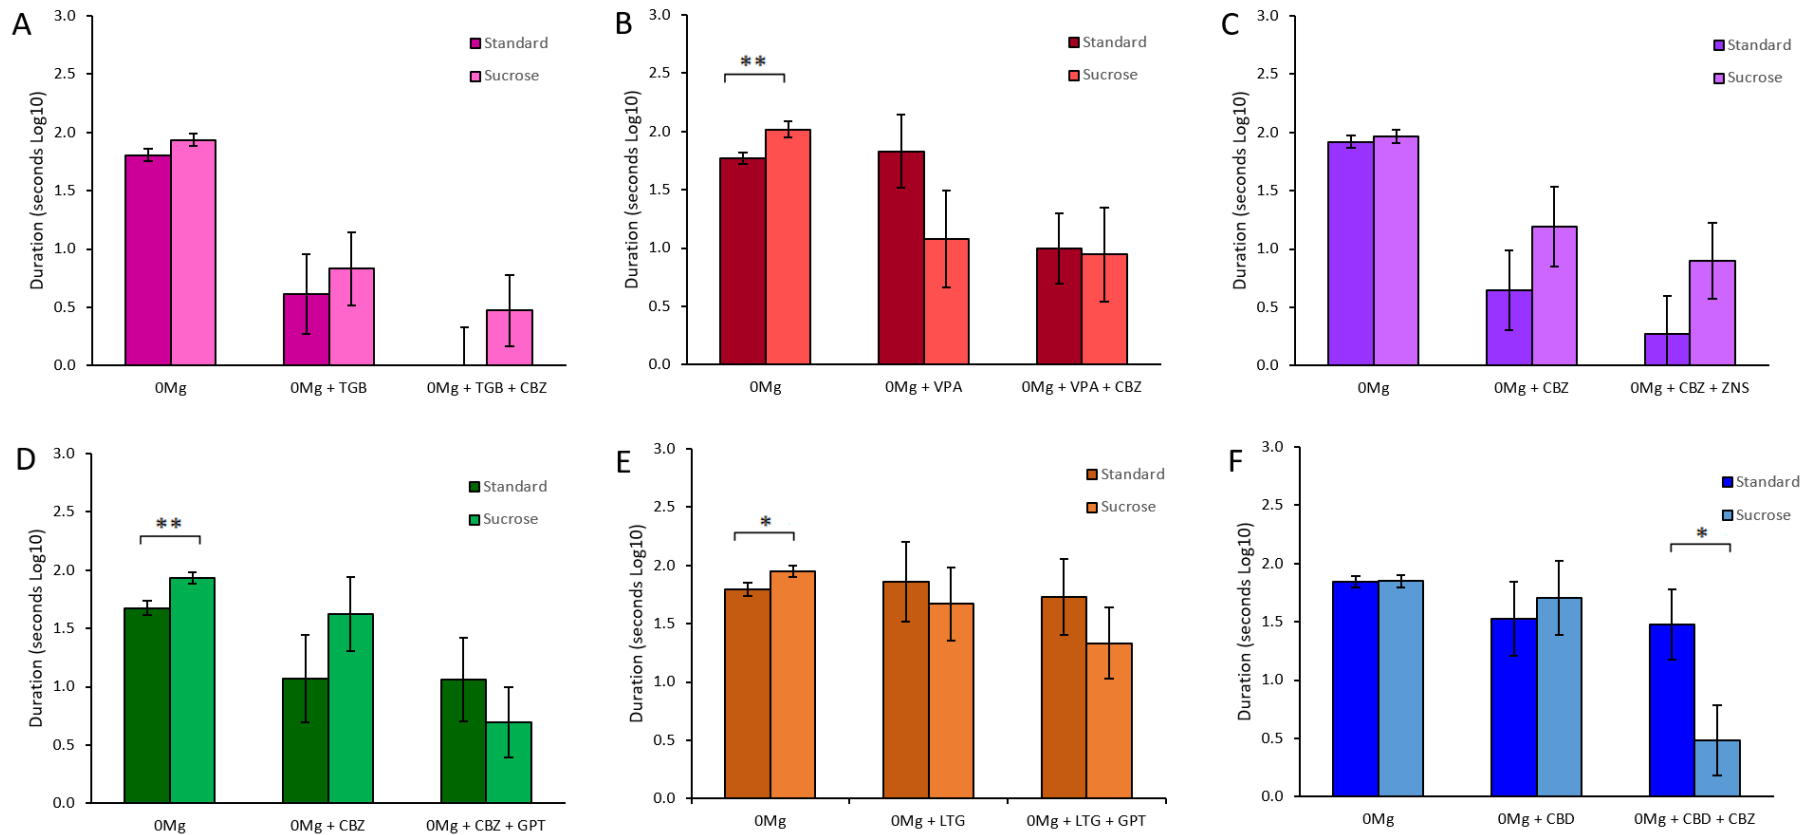 A
Duration (seconds Log10)
3.0
2.5
2.0
1.5
1.0
0.5
0.0
Standard
Sucrose
0Mg
0Mg + TGB
0Mg + TGB + CBZ
B
Duration (seconds Log10)
3.0
2.5
2.0
1.5
1.0
0.5
0.0
**
Standard
Sucrose
0Mg
0Mg + VPA
0Mg + VPA + CBZ
C
Duration (seconds Log10)
3.0
2.5
2.0
1.5
1.0
0.5
0.0
Standard
Sucrose
0Mg
0Mg + CBZ
0Mg + CBZ + ZNS
D
Duration (seconds Log10)
3.0
2.5
2.0
1.5
1.0
0.5
0.0
**
Standard
Sucrose
0Mg
0Mg + CBZ
0Mg + CBZ + GPT
E
Duration (seconds Log10)
3.0
2.5
2.0
1.5
1.0
0.5
0.0
*
Standard
Sucrose
0Mg
0Mg + LTG
0Mg + LTG + GPT
F
Duration (seconds Log10)
3.0
2.5
2.0
1.5
1.0
0.5
0.0
Standard
Sucrose
*
0Mg
0Mg + CBD
0Mg + CBD + CBZ